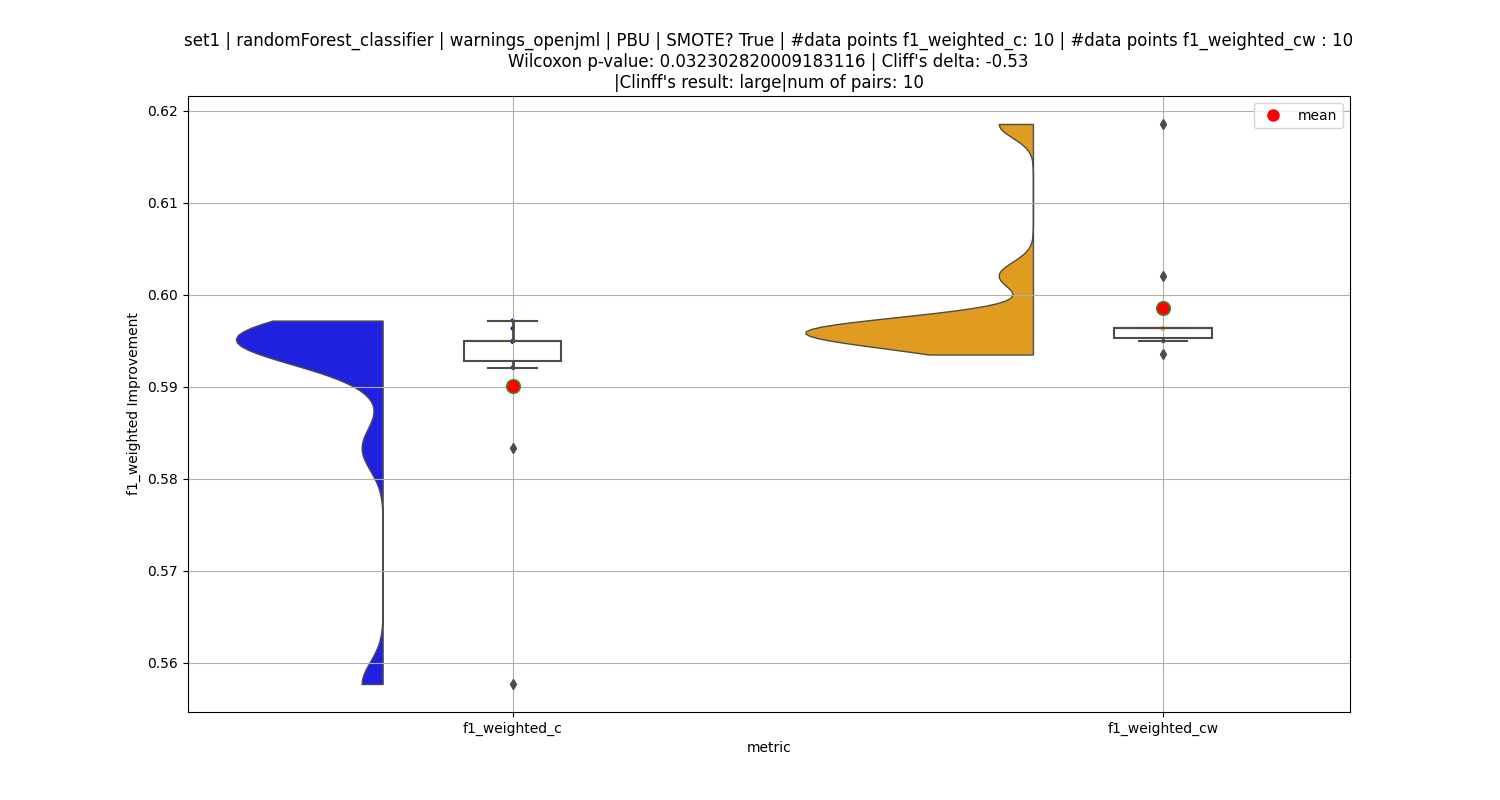 set1 | randomForest_classifier | warnings_openjml | PBU | SMOTE? True | #data points f1_weighted_c: 10 | #data points f1_weighted_cw : 10
Wilcoxon p-value: 0.032302820009183116 | Cliff's delta: -0.53
|Clinff's result: large|num of pairs: 10
mean
0.62
0.61
0.60
0.59
0.58
0.57
0.56
f1_weighted Improvement
f1_weighted_c
f1_weighted_cw
metric